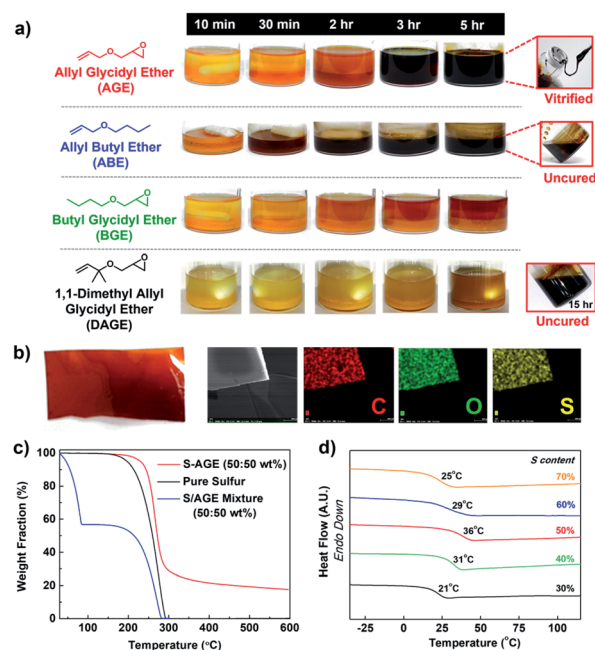 a)
10 min 30 min 2 hr 3 hr 5 hr
O O
Allyl Glycidyl Ether
(AGE)
Vitrified
O
Allyl Butyl Ether
(ABE)
Uncured
O O
Butyl Glycidyl Ether
(BGE)
O O
1,1-Dimethyl Allyl
Glycidyl Ether
(DAGE)
15 hr
Uncured
b)
C O S
c)
Weight Fraction (%)
100
80
60
40
20
0
S-AGE (50:50 wt%)
Pure Sulfur
S/AGE Mixture
(50:50 wt%)
100 200 300 400 500 600
Temperature (°C)
d)
Heat Flow (A.U.)
Endo Down
S content
25°C 70%
29°C 60%
36°C 50%
31°C 40%
21°C 30%
-25 0 25 50 75 100
Temperature (°C)